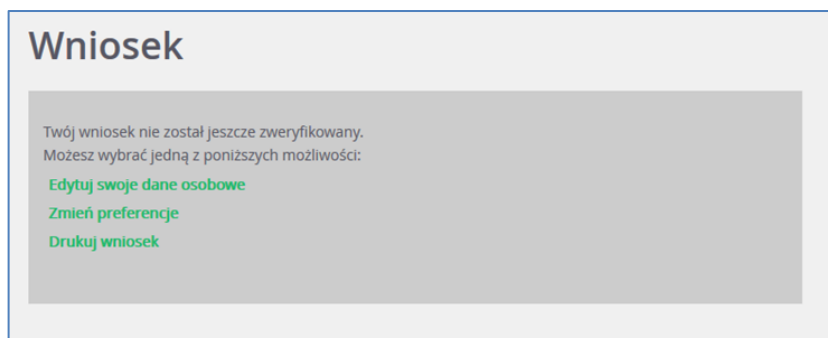 Wniosek
Twój wniosek nie został jeszcze zweryfikowany.
Możesz wybrać jedną z poniższych możliwości:
Edytuj swoje dane osobowe
Zmień preferencje
Drukuj wniosek